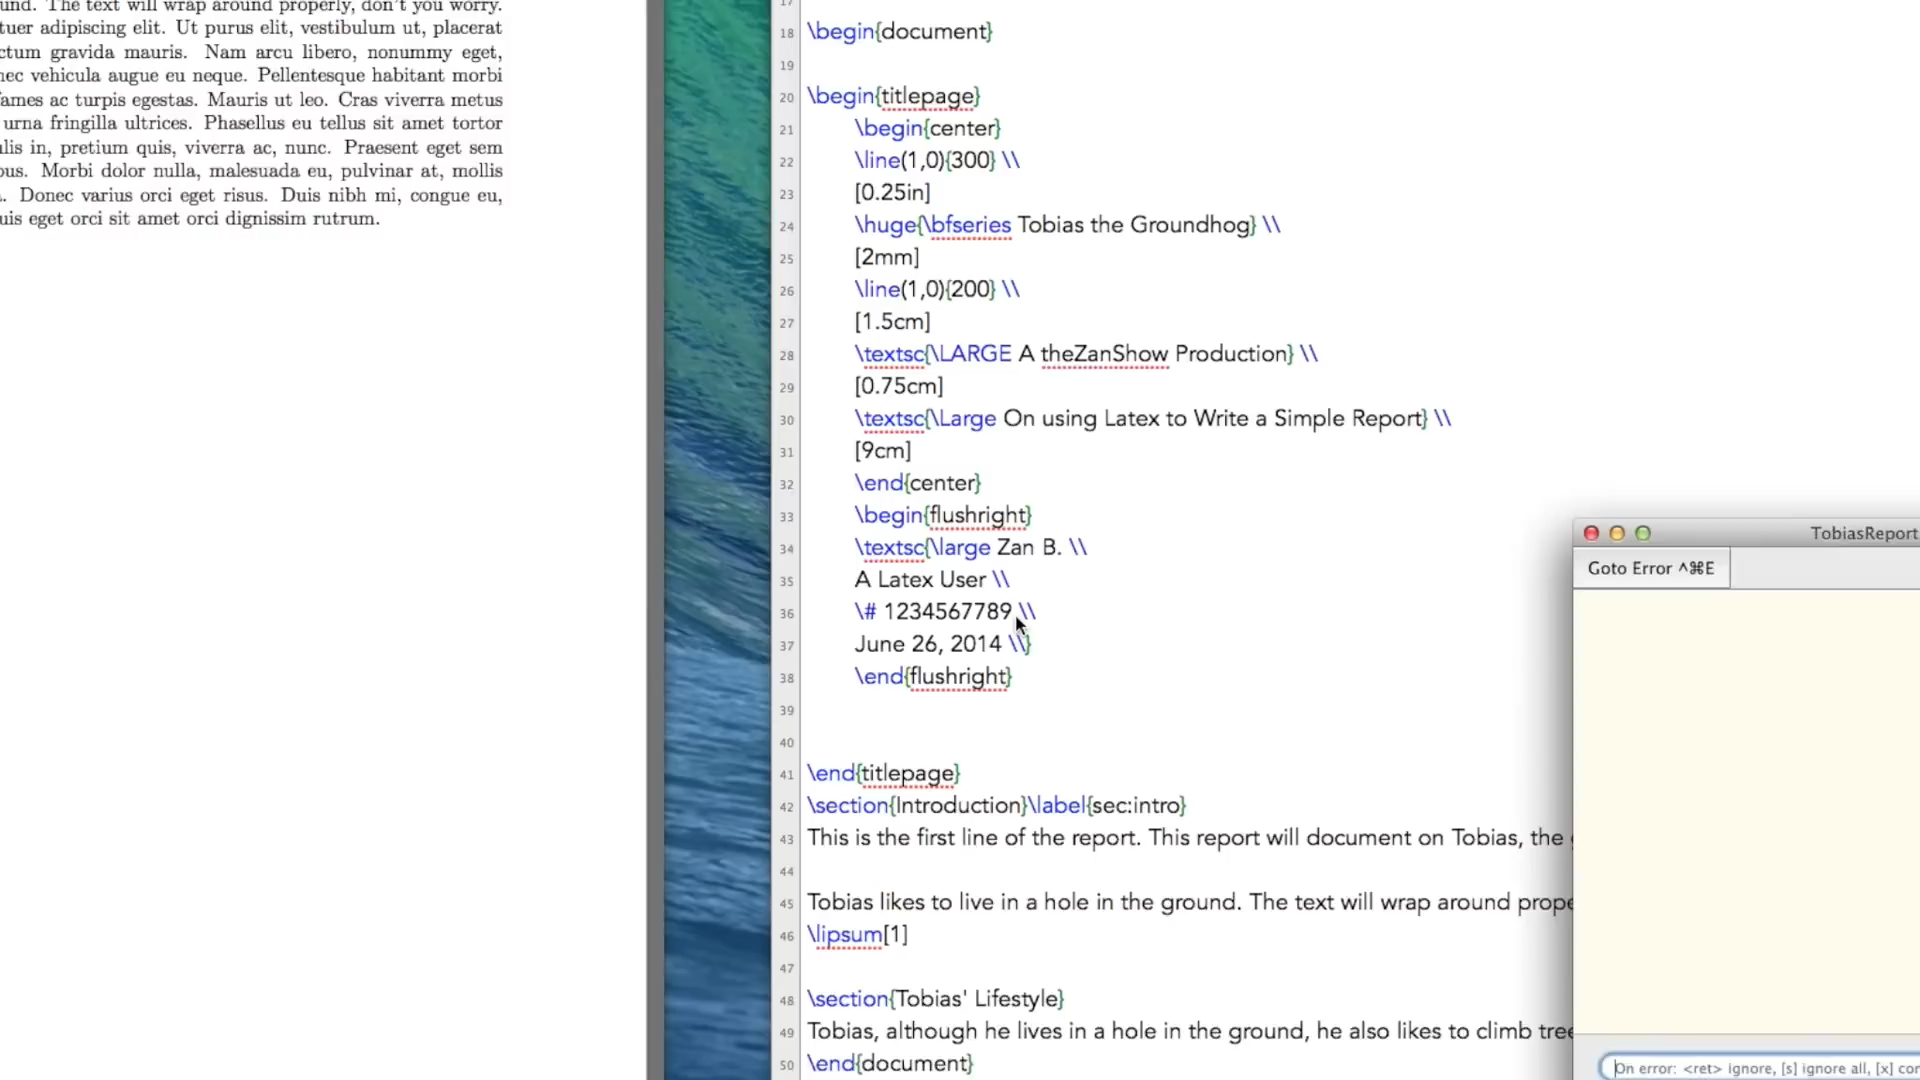 und. The text will wrap around properly, don't you worry.
tuer adipiscing elit. Ut purus elit, vestibulum ut, placerat
ctum gravida mauris. Nam arcu libero, nonummy eget,
nec vehicula augue eu neque. Pellentesque habitant morbi
fames ac turpis egestas. Mauris ut leo. Cras viverra metus
urna fringilla ultrices. Phasellus eu tellus sit amet tortor
ulis in, pretium quis, viverra ac, nunc. Praesent eget sem
bus. Morbi dolor nulla, malesuada eu, pulvinar at, mollis
. Donec varius orci eget risus. Duis nibh mi, congue eu,
uis eget orci sit amet orci dignissim rutrum.
17
18 \begin{document}
19
20 \begin{titlepage}
21 \begin{center}
22 \line(1,0){300} \\
23 [0.25in]
24 \huge{\bfseries Tobias the Groundhog} \\
25 [2mm]
26 \line(1,0){200} \\
27 [1.5cm]
28 \textsc{\LARGE A theZanShow Production} \\
29 [0.75cm]
30 \textsc{\Large On using Latex to Write a Simple Report} \\
31 [9cm]
32 \end{center}
33 \begin{flushright}
34 \textsc{\large Zan B. \\
35 A Latex User \\
36 \# 1234567789 \\
37 June 26, 2014 \\}
38 \end{flushright}
39
40
41 \end{titlepage}
42 \section{Introduction}\label{sec:intro}
43 This is the first line of the report. This report will document on Tobias, the
44
45 Tobias likes to live in a hole in the ground. The text will wrap around prope
46 \lipsum[1]
47
48 \section{Tobias' Lifestyle}
49 Tobias, although he lives in a hole in the ground, he also likes to climb tree
50 \end{document}
TobiasReport
Goto Error ^⌘E
On error: <ret> ignore, [s] ignore all, [x] con